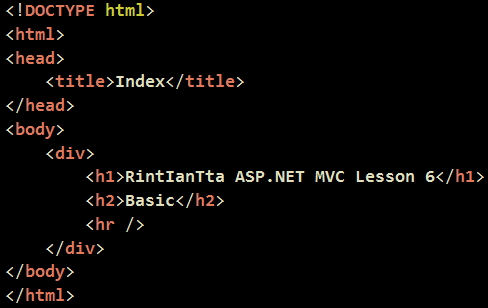 <!DOCTYPE html>
<html>
<head>
    <title>Index</title>
</head>
<body>
    <div>
        <h1>RintIanTta ASP.NET MVC Lesson 6</h1>
        <h2>Basic</h2>
        <hr />
    </div>
</body>
</html>